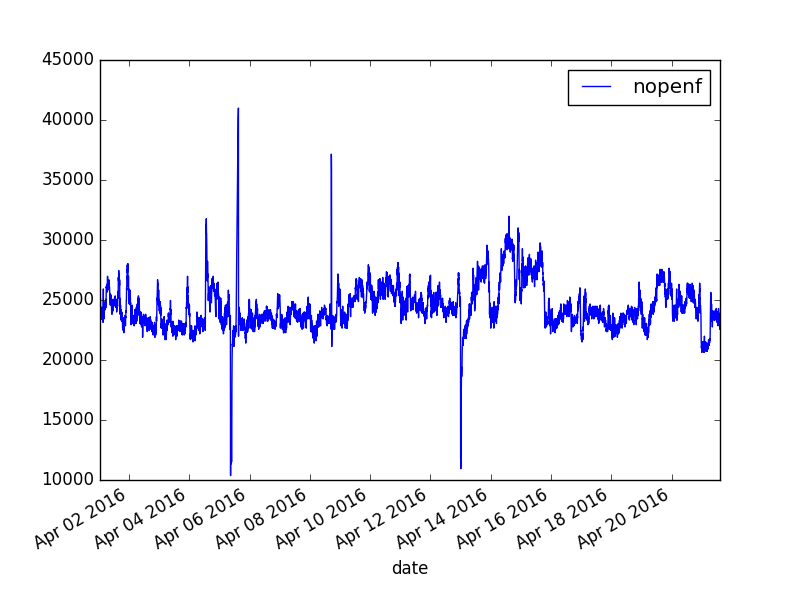 45000
nopenf
40000
35000
30000
25000
20000
15000
10000
Apr 02 2016
Apr 04 2016
Apr 06 2016
Apr 08 2016
Apr 10 2016
Apr 12 2016
Apr 14 2016
Apr 16 2016
Apr 18 2016
Apr 20 2016
date